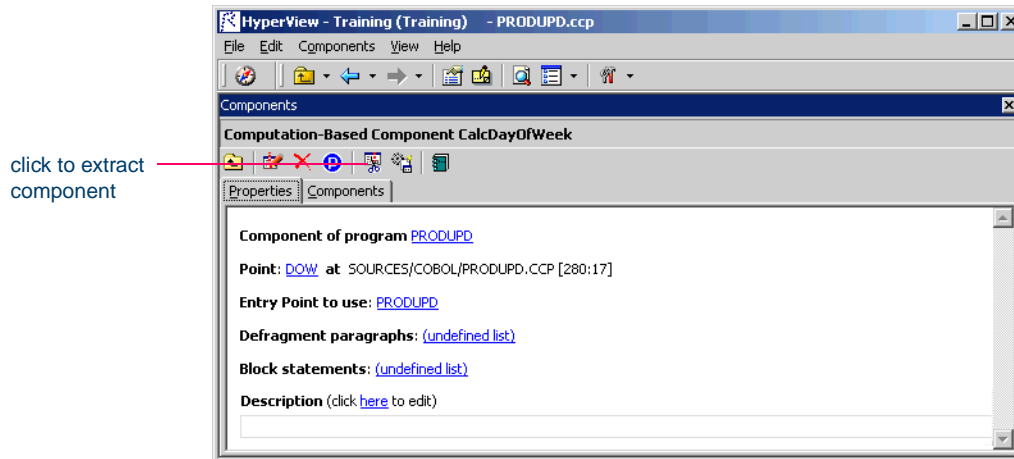 HyperView - Training (Training) - PRODUPD.ccp
File Edit Components View Help
Components
Computation-Based Component CalcDayOfWeek
click to extract
component
Properties Components
Component of program PRODUPD
Point: DOW at SOURCES/COBOL/PRODUPD.CCP [280:17]
Entry Point to use: PRODUPD
Defragment paragraphs: (undefined list)
Block statements: (undefined list)
Description (click here to edit)